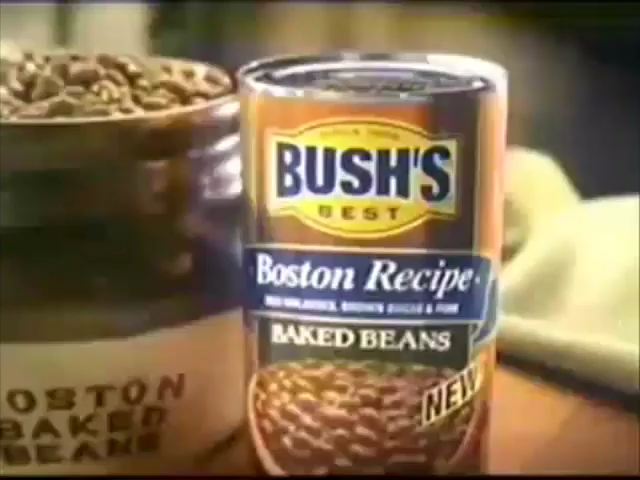 BUSH'S
BEST
Boston Recipe
BAKED BEANS
NEW
OSTON
BAKED
BEANS